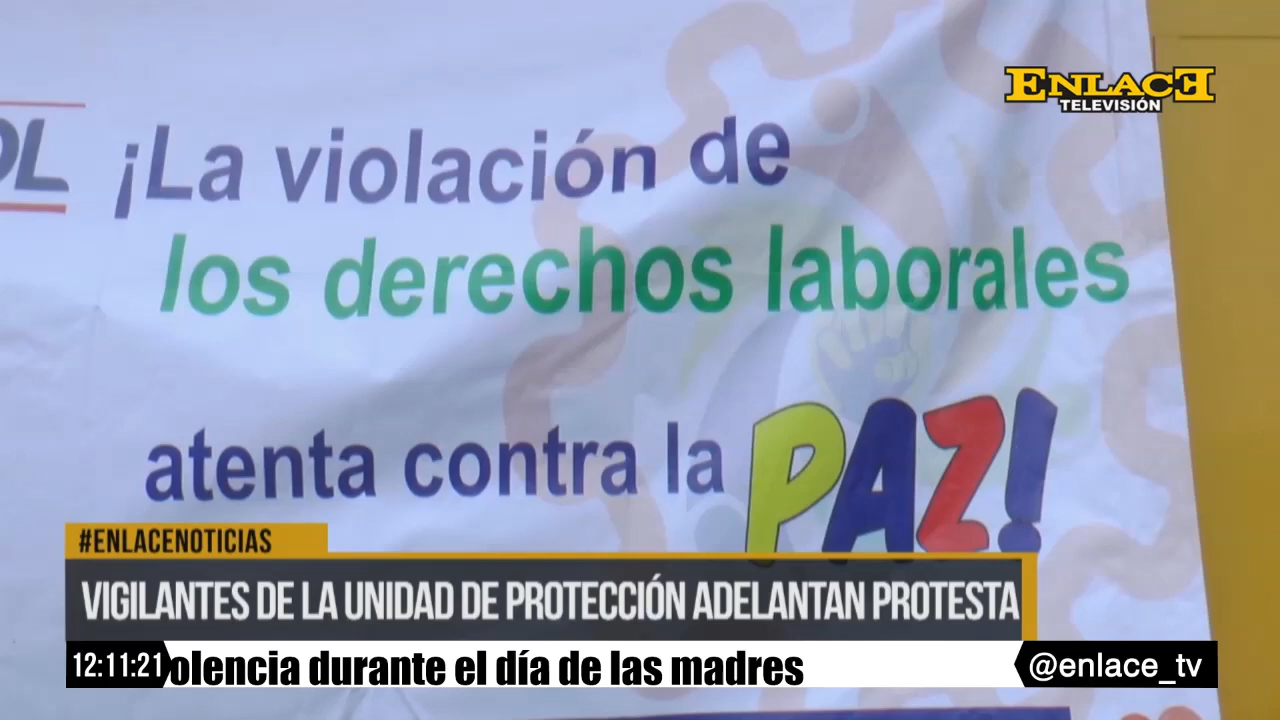 ENLACE
TELEVISIÓN
¡La violación de
los derechos laborales
atenta contra la PAZ!
#ENLACENOTICIAS
VIGILANTES DE LA UNIDAD DE PROTECCIÓN ADELANTAN PROTESTA
12:11:21
durante el día de las madres
@enlace_tv